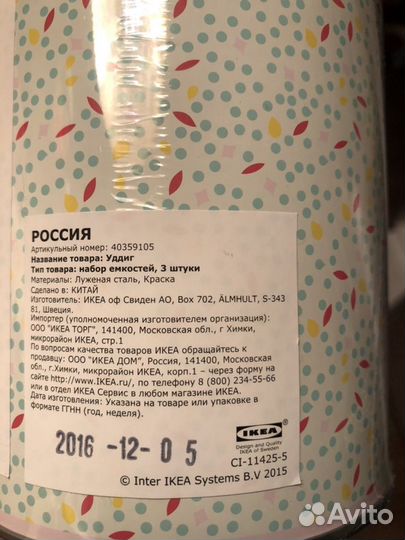 РОССИЯ
Артикульный номер: 40359105
Название товара: Уддиг
Тип товара: набор емкостей, 3 штуки
Материалы: Луженая сталь, Краска
Сделано в: КИТАЙ
Изготовитель: ИКЕА оф Свиден АО, Box 702, ÄLMHULT, S-343
81, Швеция.
Импортер (уполномоченная изготовителем организация):
ООО "ИКЕА ТОРГ", 141400, Московская обл., г Химки,
микрорайон ИКЕА, стр.1
По вопросам качества товаров ИКЕА обращайтесь к
продавцу: ООО "ИКЕА ДОМ", Россия, 141400, Московская
обл., г.Химки, микрорайон ИКЕА, корп.1 – через форму на
сайте http://www.IKEA.ru/, по телефону 8 (800) 234-55-66
или в отдел ИКЕА Сервис в любом магазине ИКЕА.
Дата изготовления: Указана на товаре или упаковке в
формате ГГНН (год, неделя).
2016 -12- 05
IKEA
Design and Quality
IKEA of Sweden
CI-11425-5
© Inter IKEA Systems B.V 2015
Avito